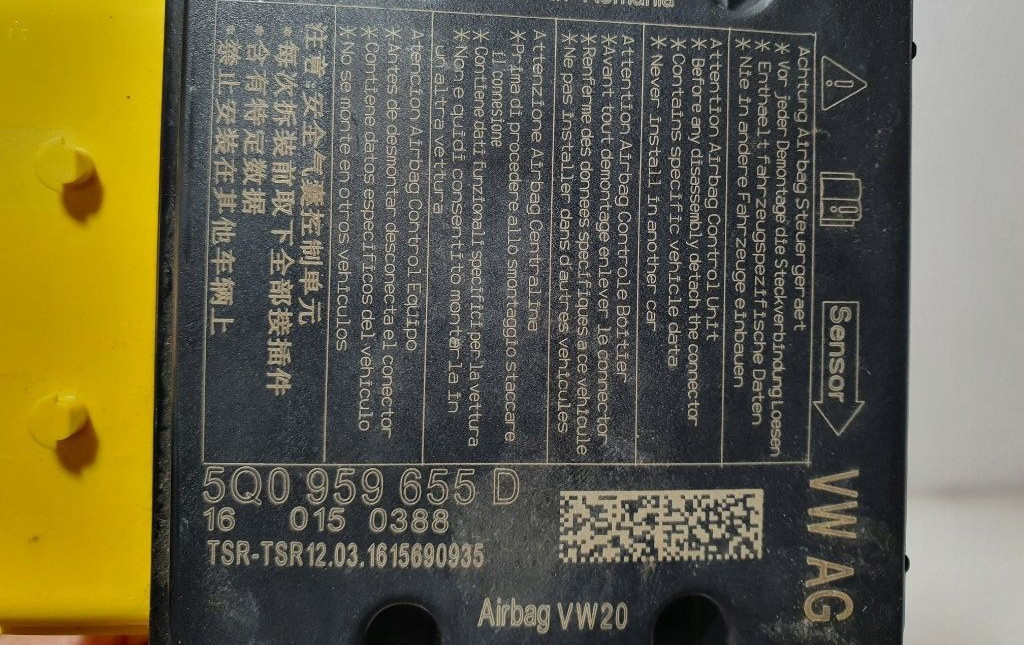 Romania
Achtung Airbag Steuergeraet
* Vor jeder Demontage die Steckverbindung loesen
* Enthaelt fahrzeugspezifische Daten
* Nie in andere Fahrzeuge einbauen
Attention Airbag Control Unit
* Before any disassembly detach the connector
* Contains specific vehicle data
* Never install in another car
Attention Airbag Controle Boitier
* Avant tout demontage enlever le connector
* Renferme des donnees specifiques a ce vehicule
* Ne pas installer dans d'autres vehicules
Attenzione Airbag Centralina
* Prima di procedere allo smontaggio staccare
il connesione
* Contiene dati funzionali specifici per la vettura
* Non e quidi consentito montarla in
un altra vettura
Atencion Airbag Control Equipo
* Antes de desmontar desconecta el conector
* Contiene datos especificos del vehiculo
* No se monte en otros vehiculos
注意:安全气囊控制单元
* 每次拆装前取下全部接插件
* 含有特定数据
* 禁止安装在其他车辆上
Sensor
VW AG
5Q0 959 655 D
16 015 0388
TSR-TSR12.03.1615690935
Airbag VW20